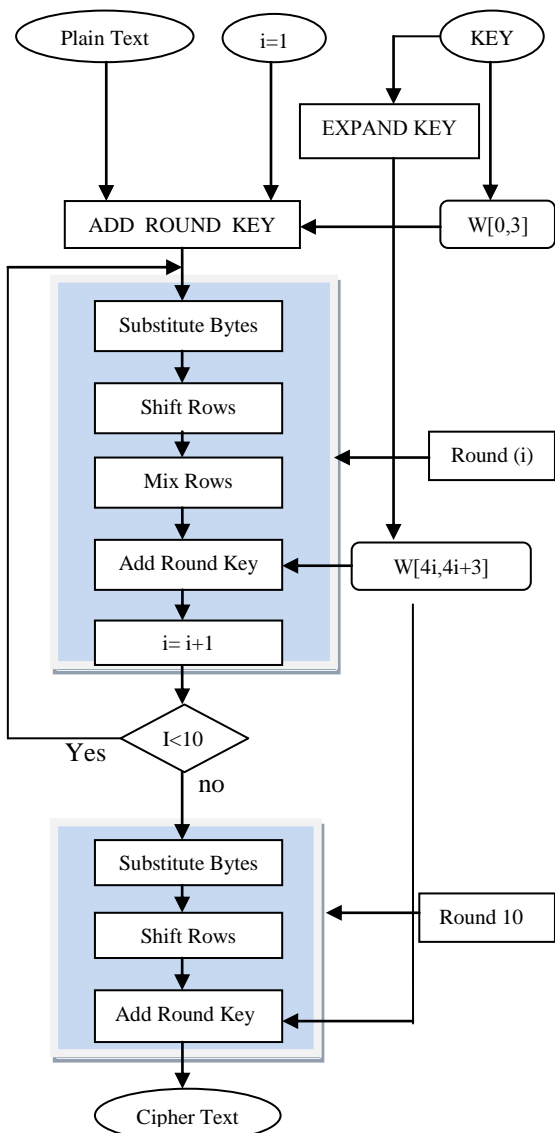 Plain Text
i=1
KEY
EXPAND KEY
ADD ROUND KEY
W[0,3]
Substitute Bytes
Shift Rows
Mix Rows
Round (i)
Add Round Key
W[4i,4i+3]
i= i+1
I<10
Yes
no
Substitute Bytes
Shift Rows
Round 10
Add Round Key
Cipher Text